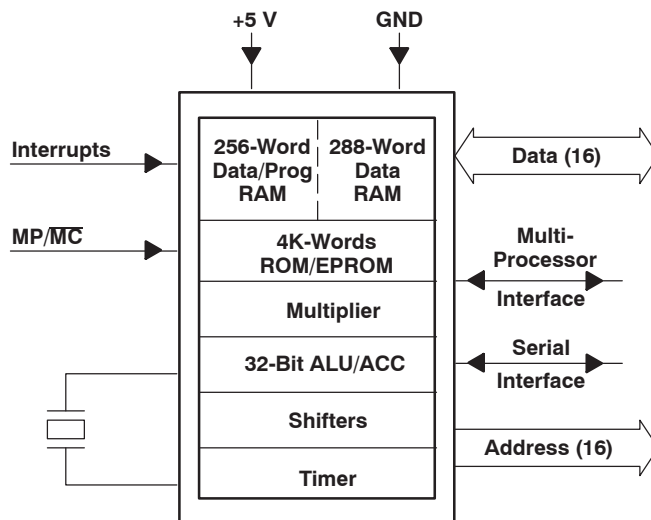 +5 V
GND
Interrupts
MP/M̅C̅
256-Word
Data/Prog
RAM
288-Word
Data
RAM
4K-Words
ROM/EPROM
Multiplier
32-Bit ALU/ACC
Shifters
Timer
Data (16)
Multi-
Processor
Interface
Serial
Interface
Address (16)